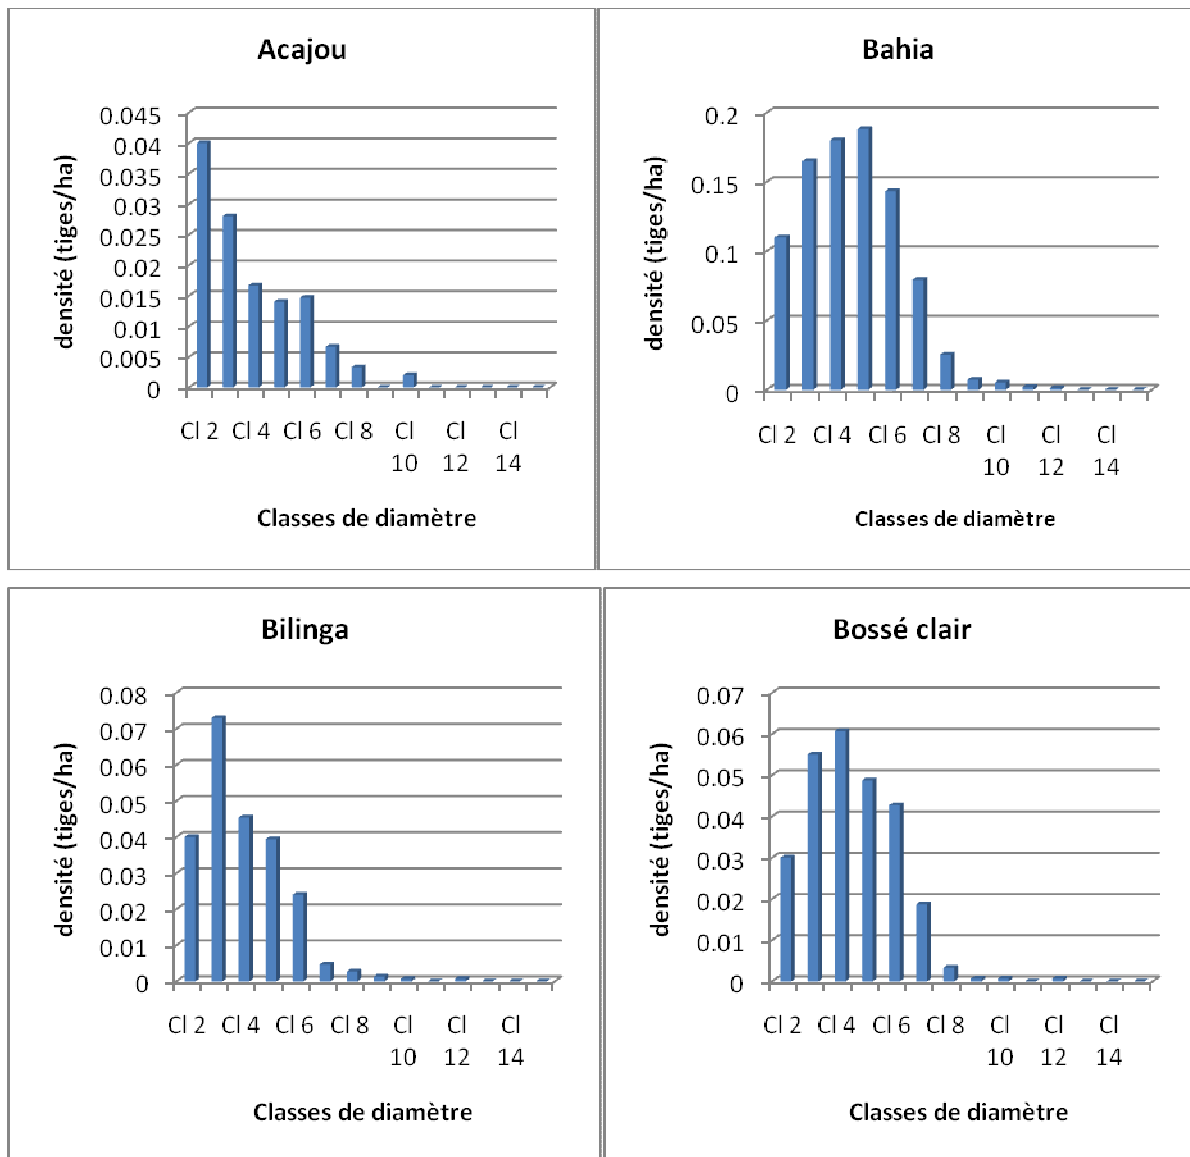 Acajou
densité (tiges/ha)
0.045
0.04
0.035
0.03
0.025
0.02
0.015
0.01
0.005
0
Cl 2 Cl 4 Cl 6 Cl 8 Cl Cl Cl
10 12 14
Classes de diamètre
Bahia
densité (tiges/ha)
0.2
0.15
0.1
0.05
0
Cl 2 Cl 4 Cl 6 Cl 8 Cl Cl Cl
10 12 14
Classes de diamètre
Bilinga
densité (tiges/ha)
0.08
0.07
0.06
0.05
0.04
0.03
0.02
0.01
0
Cl 2 Cl 4 Cl 6 Cl 8 Cl Cl Cl
10 12 14
Classes de diamètre
Bossé clair
densité (tiges/ha)
0.07
0.06
0.05
0.04
0.03
0.02
0.01
0
Cl 2 Cl 4 Cl 6 Cl 8 Cl Cl Cl
10 12 14
Classes de diamètre